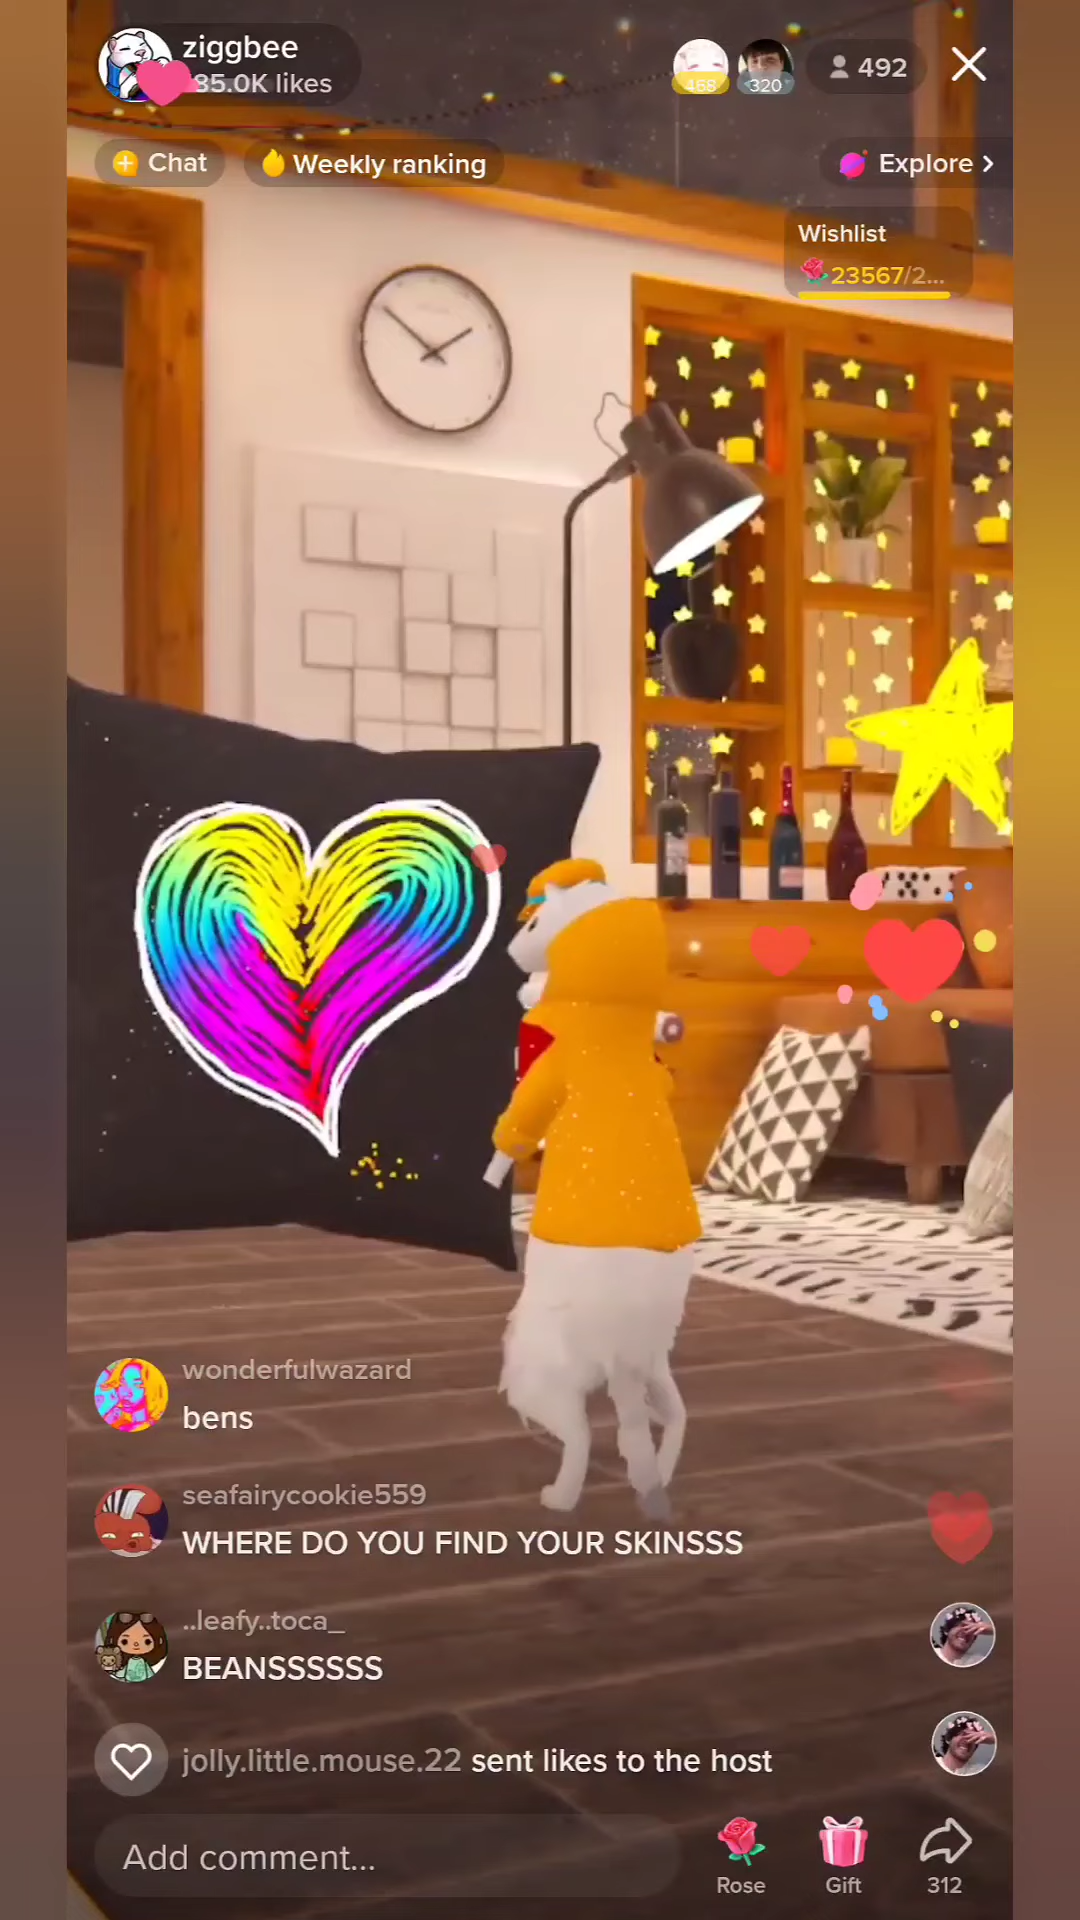 ziggbee
35.0K likes
468
320
492
Chat
Weekly ranking
Explore
Wishlist
23567/2...
wonderfulwazard
bens
seafairycookie559
WHERE DO YOU FIND YOUR SKINSSS
..leafy..toca_
BEANSSSSSS
jolly.little.mouse.22 sent likes to the host
Add comment...
Rose
Gift
312